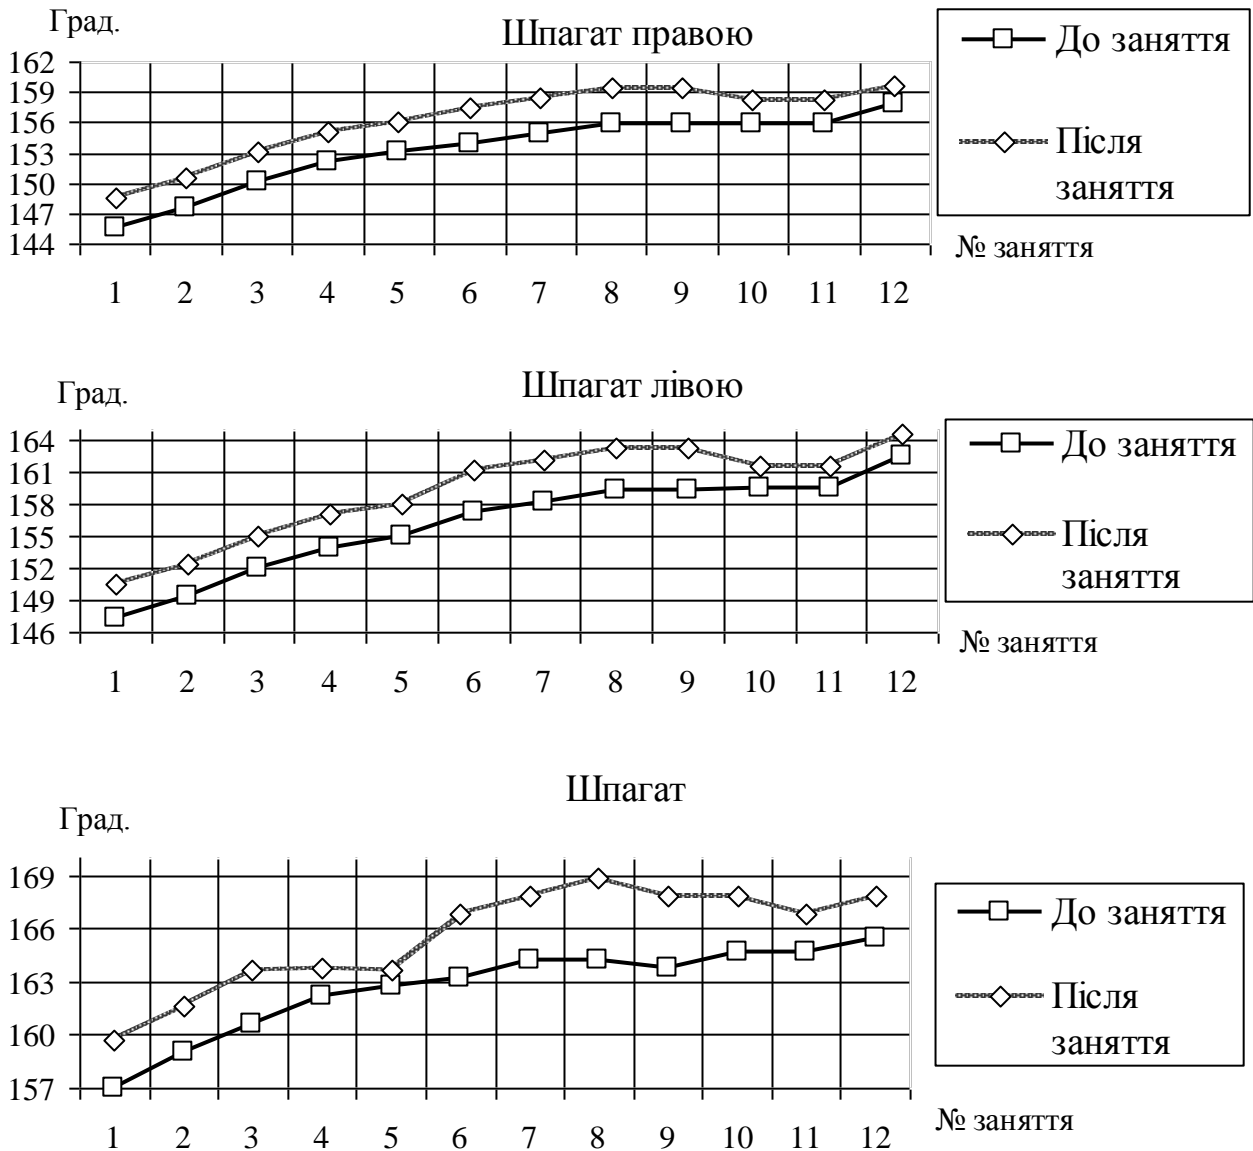 Град.
Шпагат правою
162
159
156
153
150
147
144
1 2 3 4 5 6 7 8 9 10 11 12
До заняття
Після
заняття
№ заняття
Град.
Шпагат лівою
164
161
158
155
152
149
146
1 2 3 4 5 6 7 8 9 10 11 12
До заняття
Після
заняття
№ заняття
Шпагат
Град.
169
166
163
160
157
1 2 3 4 5 6 7 8 9 10 11 12
До заняття
Після
заняття
№ заняття